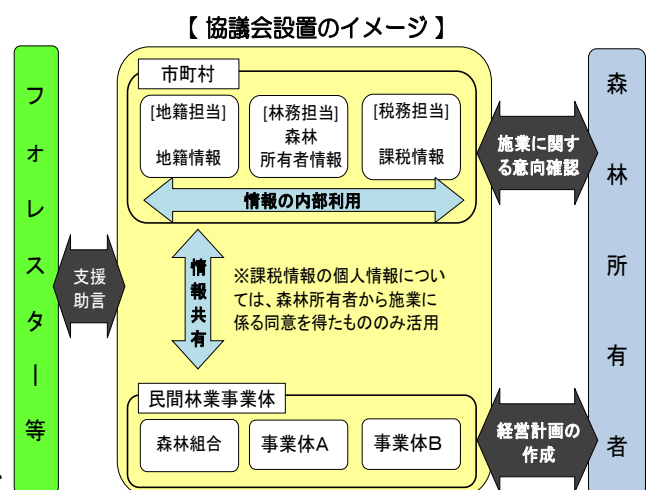 【 協議会設置のイメージ 】
フォレスター等
支援
助言
市町村
[地籍担当]
地籍情報
[林務担当]
森林
所有者情報
[税務担当]
課税情報
情報の内部利用
情報共有
※課税情報の個人情報につい
ては、森林所有者から施業に
係る同意を得たもののみ活用
民間林業事業体
森林組合
事業体A
事業体B
施業に関す
る意向確認
経営計画の
作成
森林所有者